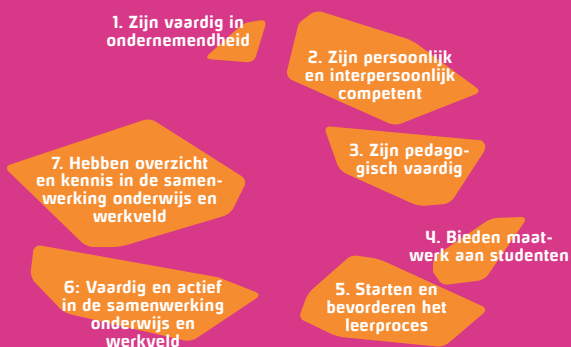 1. Zijn vaardig in
ondernemendheid
2. Zijn persoonlijk
en interpersoonlijk
competent
3. Zijn pedago-
gisch vaardig
4. Bieden maat-
werk aan studenten
5. Starten en
bevorderen het
leerproces
6: Vaardig en actief
in de samenwerking
onderwijs en
werkveld
7. Hebben overzicht
en kennis in de samen-
werking onderwijs en
werkveld